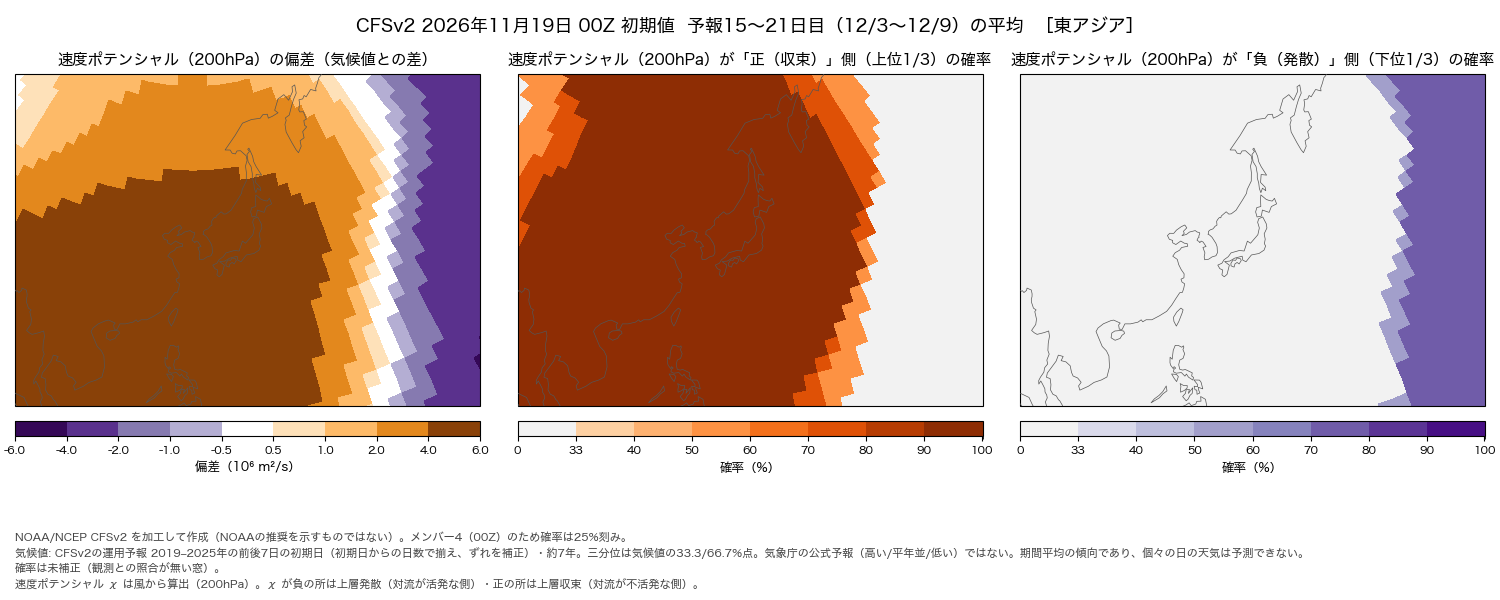 CFSv2 2026年11月19日 00Z 初期値 予報15～21日目（12/3～12/9）の平均 ［東アジア］
速度ポテンシャル（200hPa）の偏差（気候値との差）
速度ポテンシャル（200hPa）が「正（収束）」側（上位1/3）の確率
速度ポテンシャル（200hPa）が「負（発散）」側（下位1/3）の確率
-6.0 -4.0 -2.0 -1.0 -0.5 0.5 1.0 2.0 4.0 6.0
偏差（10⁶ m²/s）
0 33 40 50 60 70 80 90 100
確率（%）
0 33 40 50 60 70 80 90 100
確率（%）
NOAA/NCEP CFSv2 を加工して作成（NOAAの推奨を示すものではない）。メンバー4（00Z）のため確率は25%刻み。
気候値: CFSv2の運用予報 2019–2025年の前後7日の初期日（初期日からの日数で揃え、ずれを補正）・約7年。三分位は気候値の33.3/66.7%点。気象庁の公式予報（高い/平年並/低い）ではない。期間平均の傾向であり、個々の日の天気は予測できない。
確率は未補正（観測との照合が無い窓）。
速度ポテンシャル χ は風から算出（200hPa）。χ が負の所は上層発散（対流が活発な側）・正の所は上層収束（対流が不活発な側）。